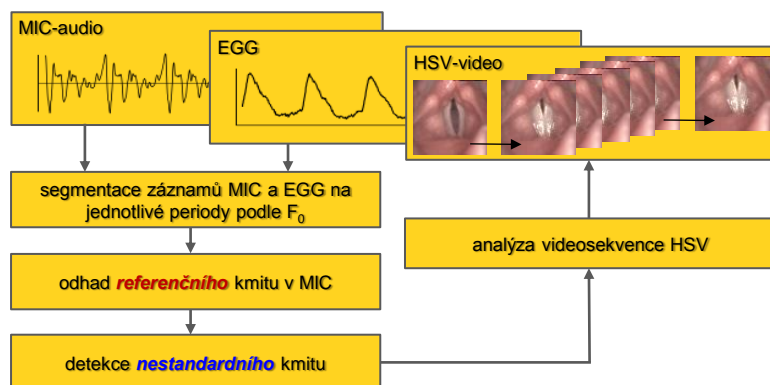 MIC-audio
EGG
HSV-video
segmentace záznamů MIC a EGG na
jednotlivé periody podle F₀
analýza videosekvence HSV
odhad referenčního kmitu v MIC
detekce nestandardního kmitu